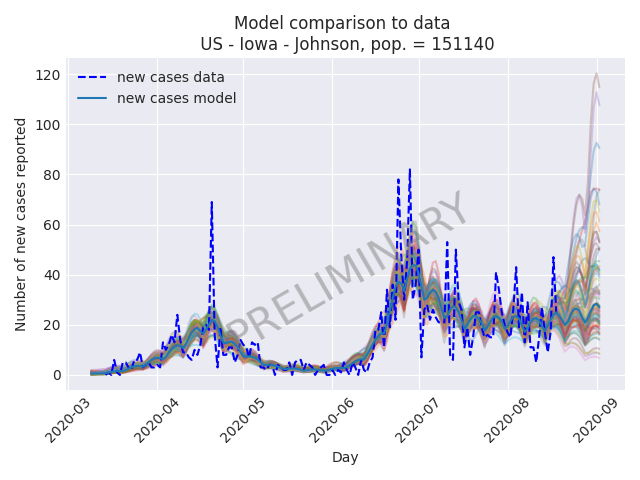 Model comparison to data
US - Iowa - Johnson, pop. = 151140
new cases data
new cases model
PRELIMINARY
Number of new cases reported
120
100
80
60
40
20
0
2020-03
2020-04
2020-05
2020-06
2020-07
2020-08
2020-09
Day